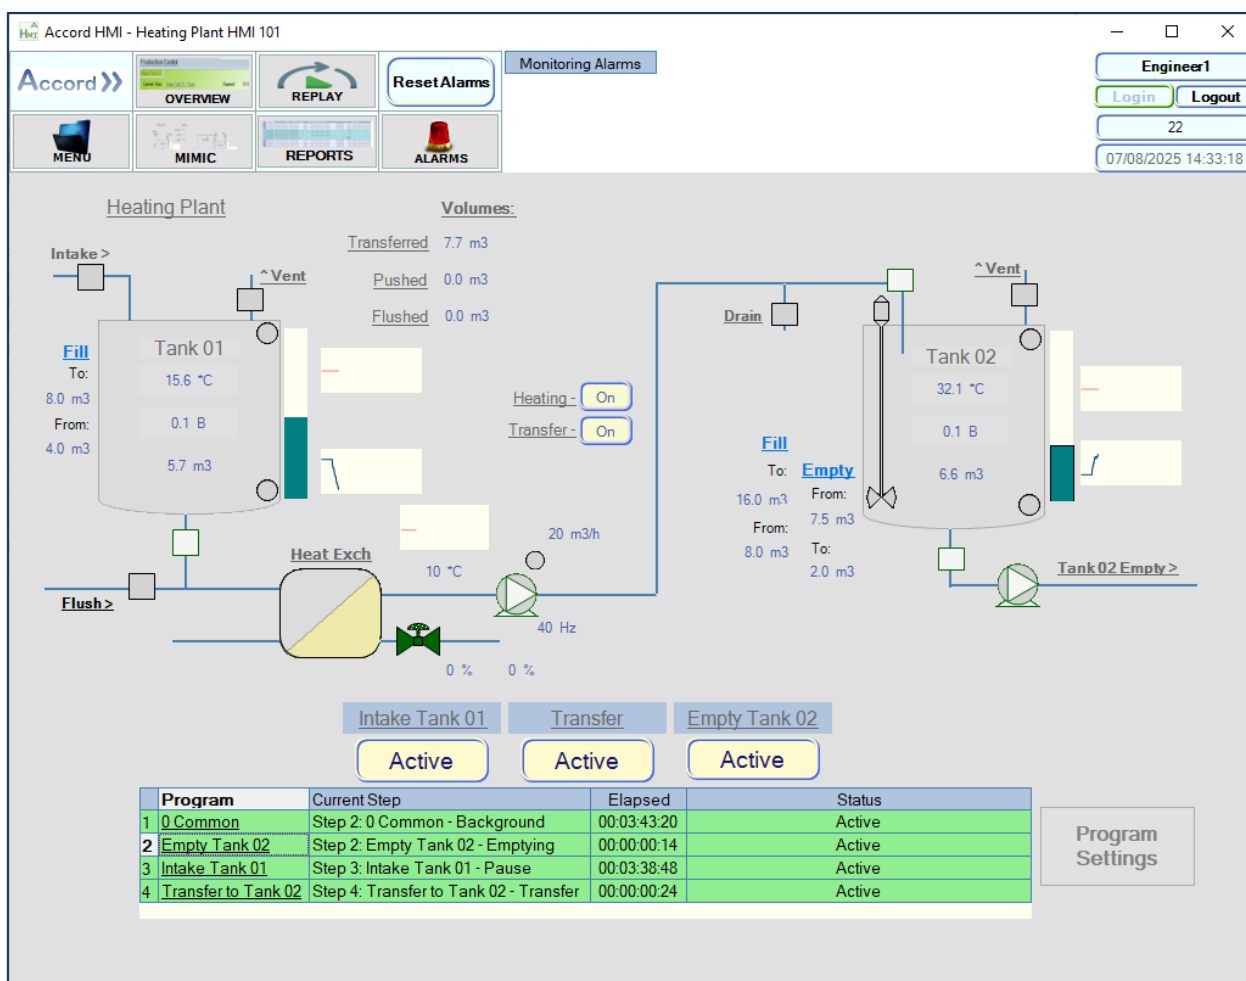 HMI Accord HMI - Heating Plant HMI 101
Accord
OVERVIEW
REPLAY
Reset Alarms
Monitoring Alarms
Engineer1
Login
Logout
22
07/08/2025 14:33:18
MENU
MIMIC
REPORTS
ALARMS
Heating Plant
Volumes:
Transferred 7.7 m3
Pushed 0.0 m3
Flushed 0.0 m3
Intake >
^ Vent
Fill
To:
8.0 m3
From:
4.0 m3
Tank 01
15.6 °C
0.1 B
5.7 m3
Heating - On
Transfer - On
Drain
^ Vent
Tank 02
32.1 °C
0.1 B
6.6 m3
Fill
To:
16.0 m3
From:
8.0 m3
Empty
From:
7.5 m3
To:
2.0 m3
Flush >
Heat Exch
10 °C
20 m3/h
40 Hz
0 % 0 %
Tank 02 Empty >
Intake Tank 01 Transfer Empty Tank 02
Active Active Active
Program Current Step Elapsed Status
1 0 Common Step 2: 0 Common - Background 00:03:43:20 Active
2 Empty Tank 02 Step 2: Empty Tank 02 - Emptying 00:00:00:14 Active
3 Intake Tank 01 Step 3: Intake Tank 01 - Pause 00:03:38:48 Active
4 Transfer to Tank 02 Step 4: Transfer to Tank 02 - Transfer 00:00:00:24 Active
Program
Settings